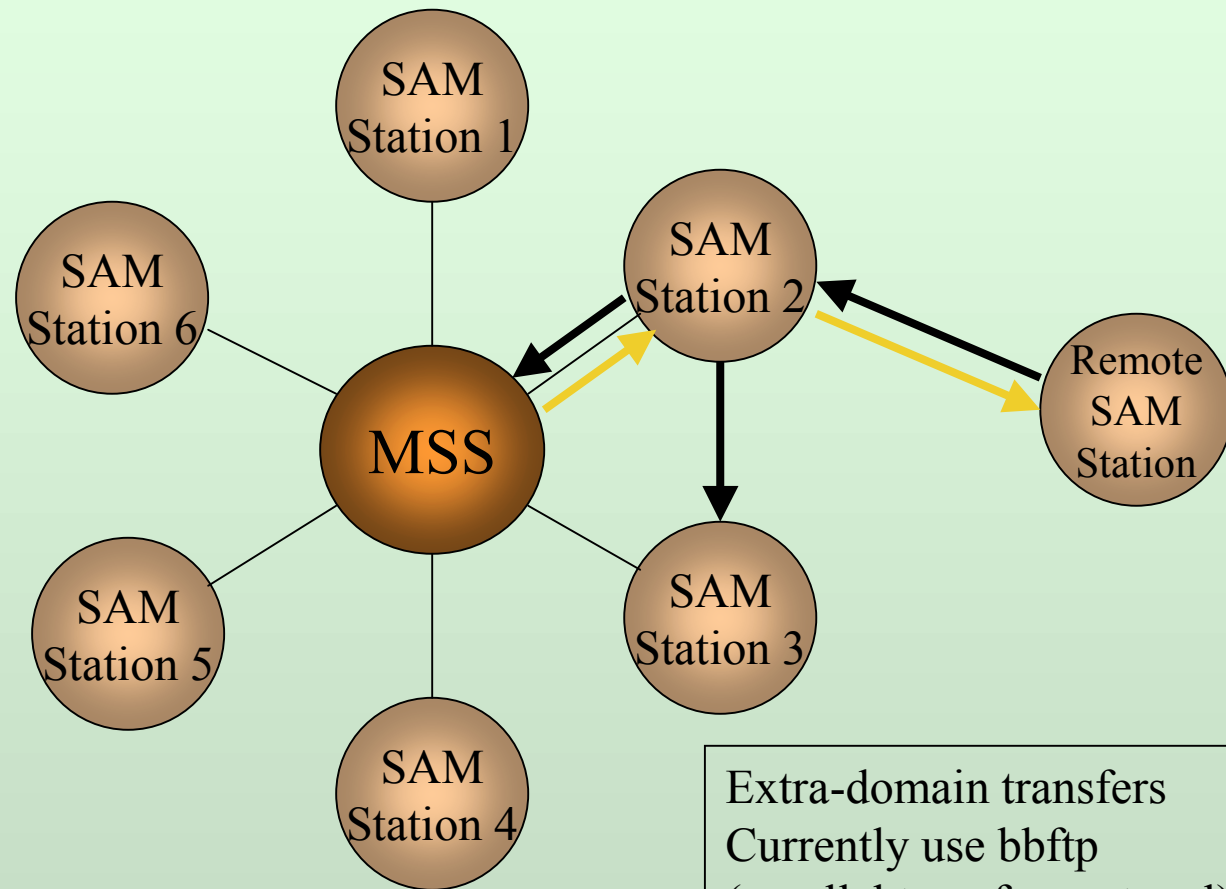 SAM
Station 1
SAM
Station 2
SAM
Station 6
Remote
SAM
Station
MSS
SAM
Station 3
SAM
Station 5
SAM
Station 4
Extra-domain transfers
Currently use bbftp